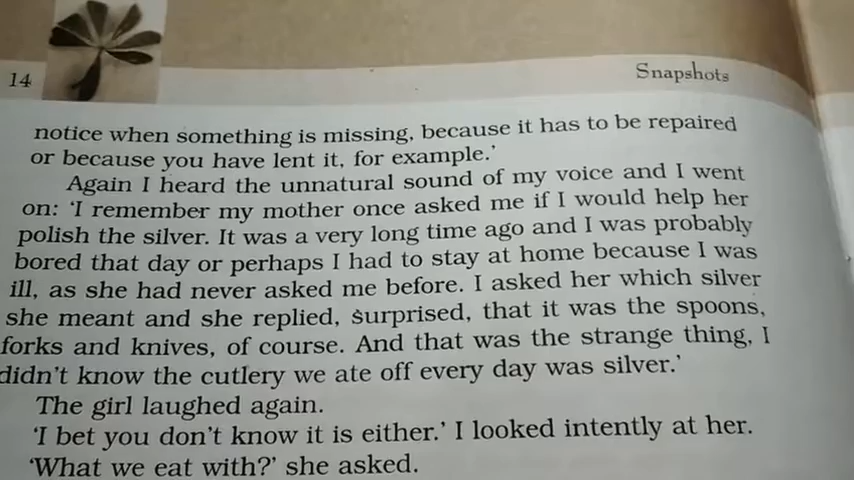 14
Snapshots
notice when something is missing, because it has to be repaired
or because you have lent it, for example.'
Again I heard the unnatural sound of my voice and I went
on: 'I remember my mother once asked me if I would help her
polish the silver. It was a very long time ago and I was probably
bored that day or perhaps I had to stay at home because I was
ill, as she had never asked me before. I asked her which silver
she meant and she replied, surprised, that it was the spoons,
forks and knives, of course. And that was the strange thing, I
didn't know the cutlery we ate off every day was silver.'
The girl laughed again.
'I bet you don't know it is either.' I looked intently at her.
'What we eat with?' she asked.